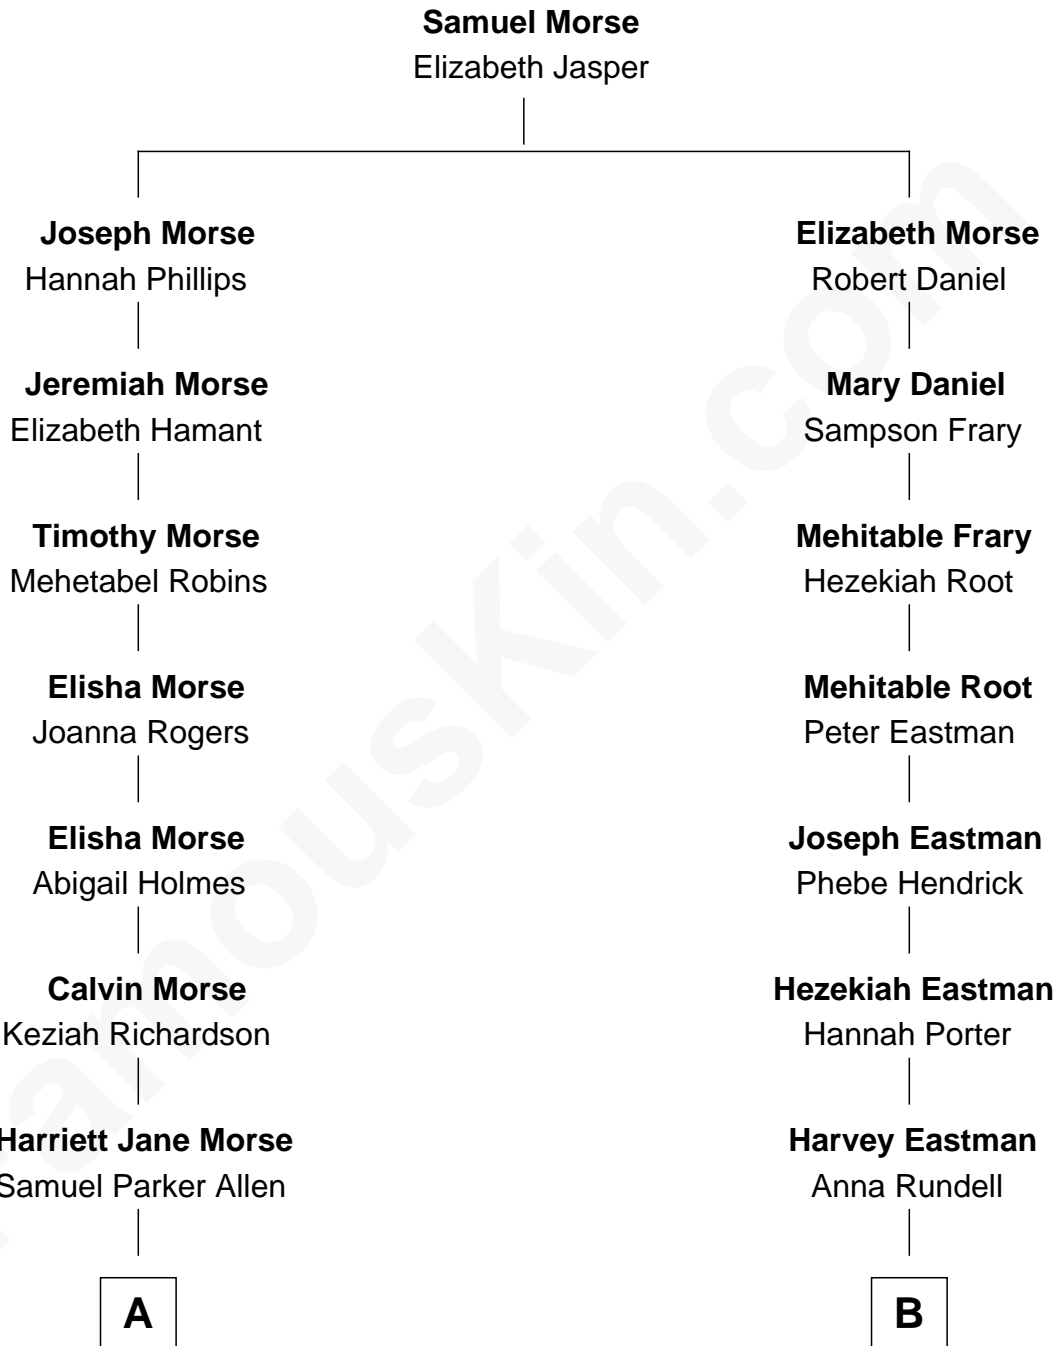 Samuel Morse
Elizabeth Jasper
Joseph Morse
Hannah Phillips
Elizabeth Morse
Robert Daniel
Jeremiah Morse
Elizabeth Hamant
Mary Daniel
Sampson Frary
Timothy Morse
Mehetabel Robins
Mehitable Frary
Hezekiah Root
Elisha Morse
Joanna Rogers
Mehitable Root
Peter Eastman
Elisha Morse
Abigail Holmes
Joseph Eastman
Phebe Hendrick
Calvin Morse
Keziah Richardson
Hezekiah Eastman
Hannah Porter
Harriett Jane Morse
Samuel Parker Allen
Harvey Eastman
Anna Rundell
A
B
FamousKin.com